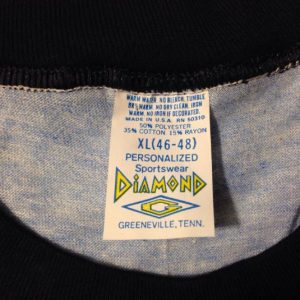 WARM WATER. NO BLEACH. TUMBLE
DRY WARM. NO DRY CLEAN. IRON
WARM. NO IRON IF DECORATED.
MADE IN U.S.A. RN 50310
50% POLYESTER
35% COTTON 15% RAYON
XL(46-48)
PERSONALIZED
Sportswear
DIAMOND
GREENEVILLE, TENN.